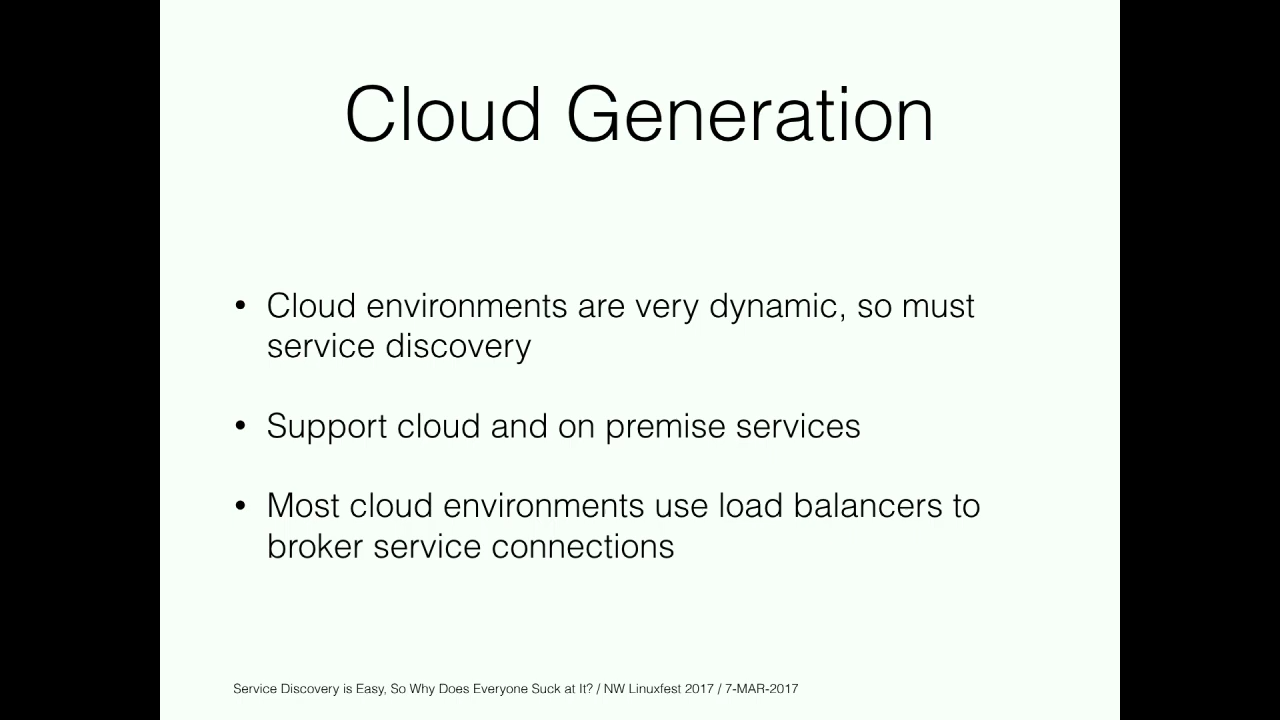 Cloud Generation
• Cloud environments are very dynamic, so must
service discovery
• Support cloud and on premise services
• Most cloud environments use load balancers to
broker service connections
Service Discovery is Easy, So Why Does Everyone Suck at It? / NW Linuxfest 2017 / 7-MAR-2017